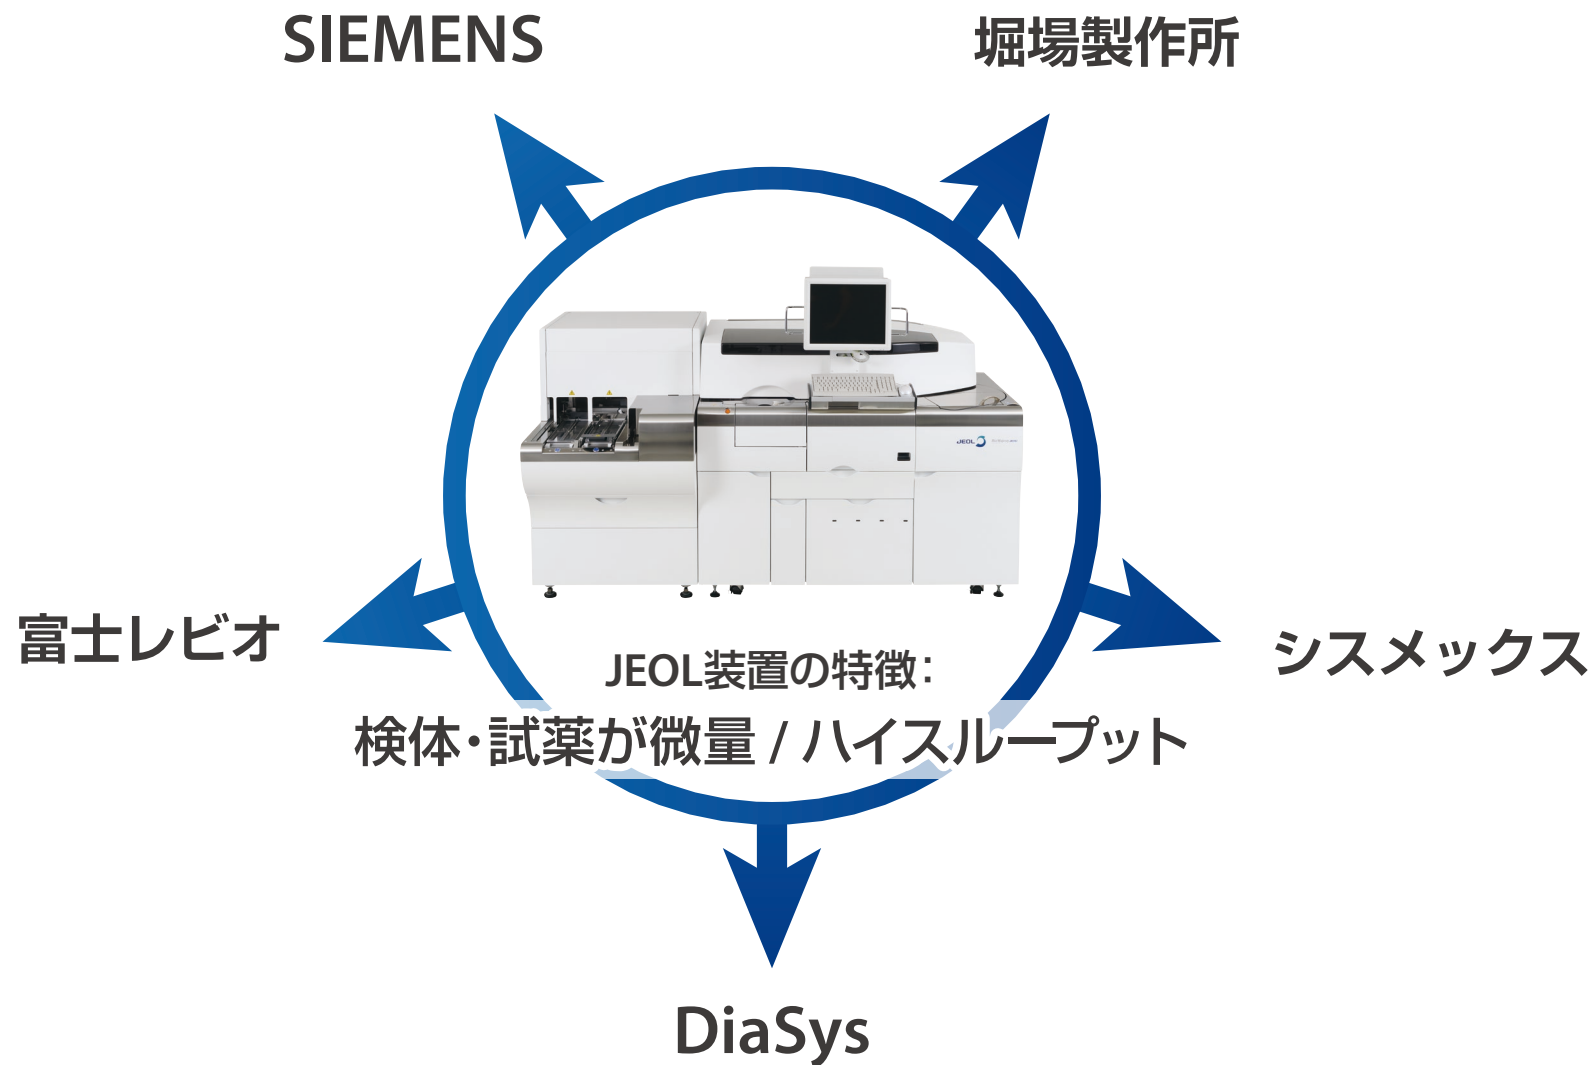 SIEMENS
堀場製作所
JEOL
富士レビオ
シスメックス
JEOL装置の特徴：
検体・試薬が微量 / ハイスループット
DiaSys